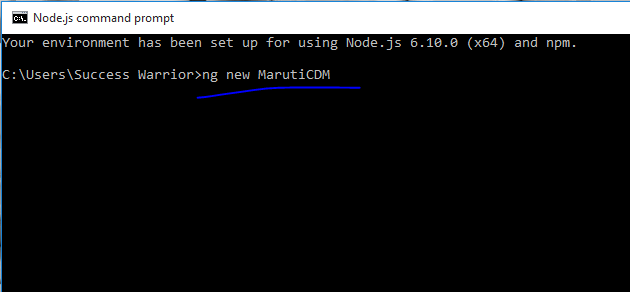 Node.js command prompt
Your environment has been set up for using Node.js 6.10.0 (x64) and npm.
C:\Users\Success Warrior>ng new MarutiCDM